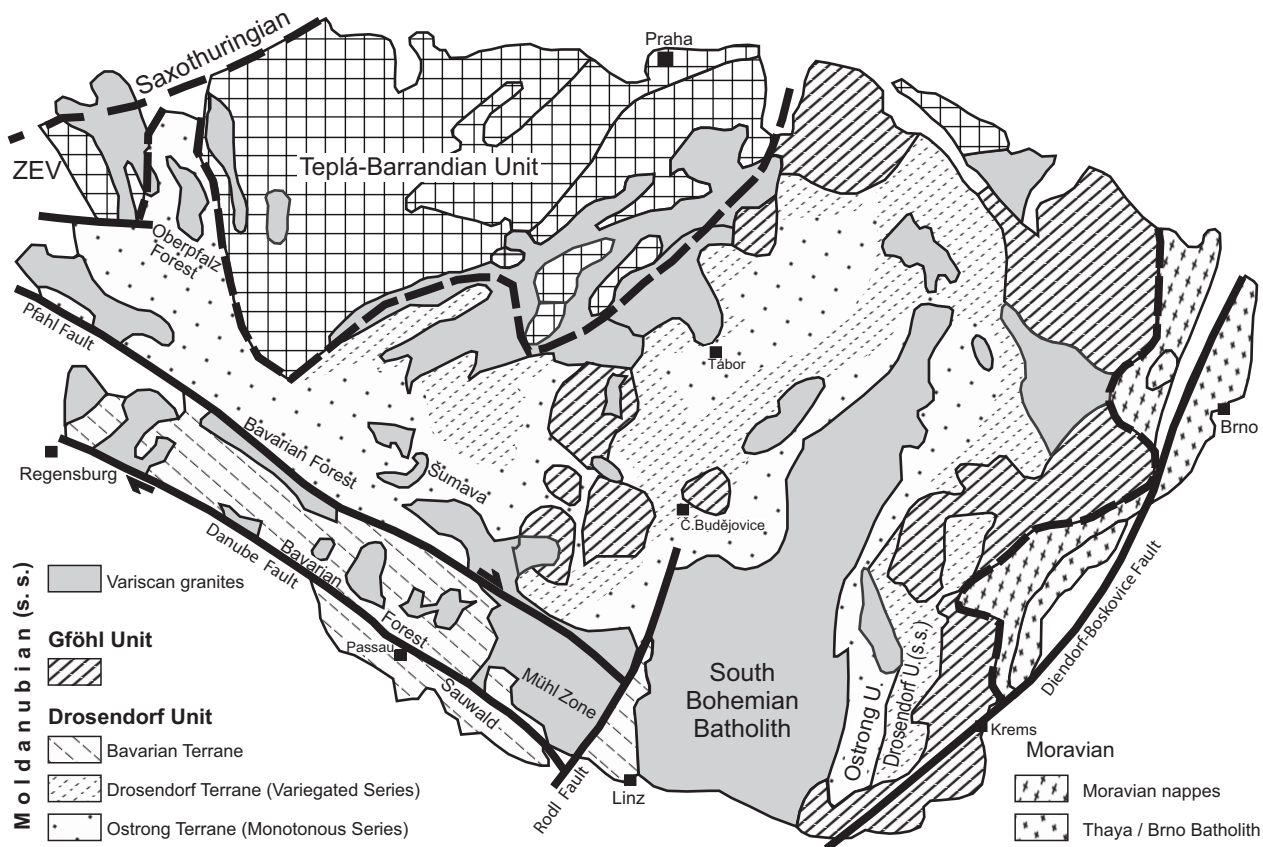 Saxothuringian
Praha
ZEV
Teplá-Barrandian Unit
Oberpfalz
Forest
Pfahl Fault
Tábor
Brno
Regensburg
Bavarian Forest
Šumava
Č.Budějovice
Danube Fault
Bavarian
Forest
Passau
Sauwald
Mühl Zone
Rodl Fault
Linz
South
Bohemian
Batholith
Ostrong U.
Drosendorf U.(s.s.)
Krems
Diendorf-Boskovice Fault
Moldanubian (s. s.)
Variscan granites
Gföhl Unit
Drosendorf Unit
Bavarian Terrane
Drosendorf Terrane (Variegated Series)
Ostrong Terrane (Monotonous Series)
Moravian
Moravian nappes
Thaya / Brno Batholith